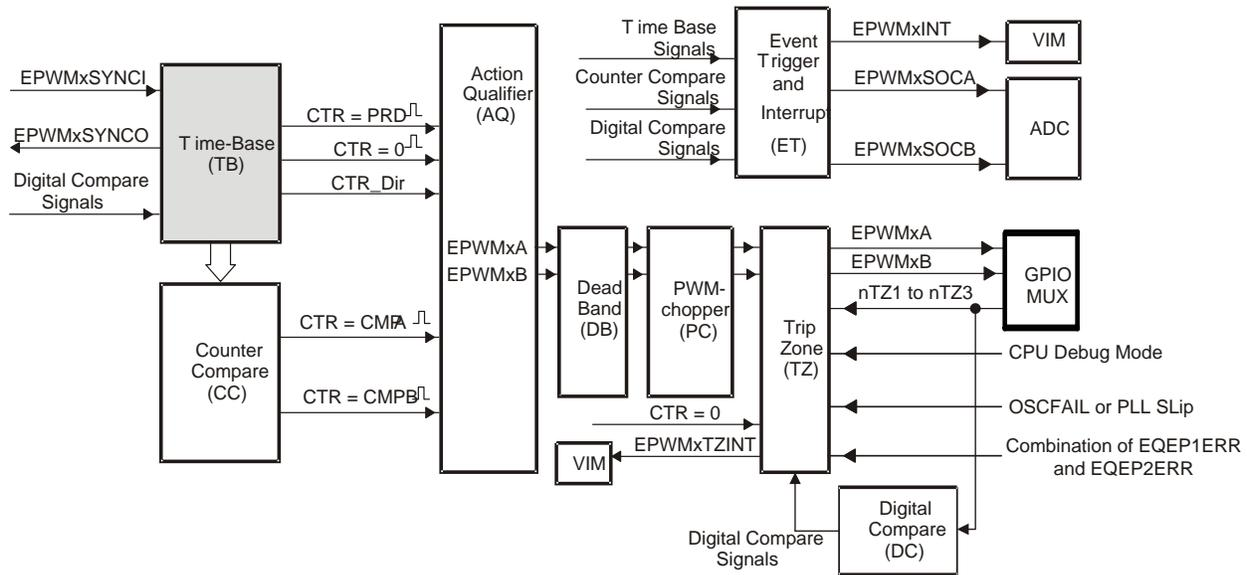 EPWMxSYNCI
EPWMxSYNCO
Digital Compare
Signals
Time-Base
(TB)
CTR = PRD
CTR = 0
CTR_Dir
Counter
Compare
(CC)
CTR = CMPA
CTR = CMPB
Action
Qualifier
(AQ)
EPWMxA
EPWMxB
Time Base
Signals
Counter Compare
Signals
Digital Compare
Signals
Event
Trigger
and
Interrupt
(ET)
EPWMxINT
EPWMxSOCA
EPWMxSOCB
VIM
ADC
Dead
Band
(DB)
PWM-
chopper
(PC)
Trip
Zone
(TZ)
EPWMxA
EPWMxB
nTZ1 to nTZ3
GPIO
MUX
CPU Debug Mode
OSCFAIL or PLL SLip
Combination of EQEP1ERR
and EQEP2ERR
CTR = 0
EPWMxTZINT
VIM
Digital Compare
Signals
Digital
Compare
(DC)